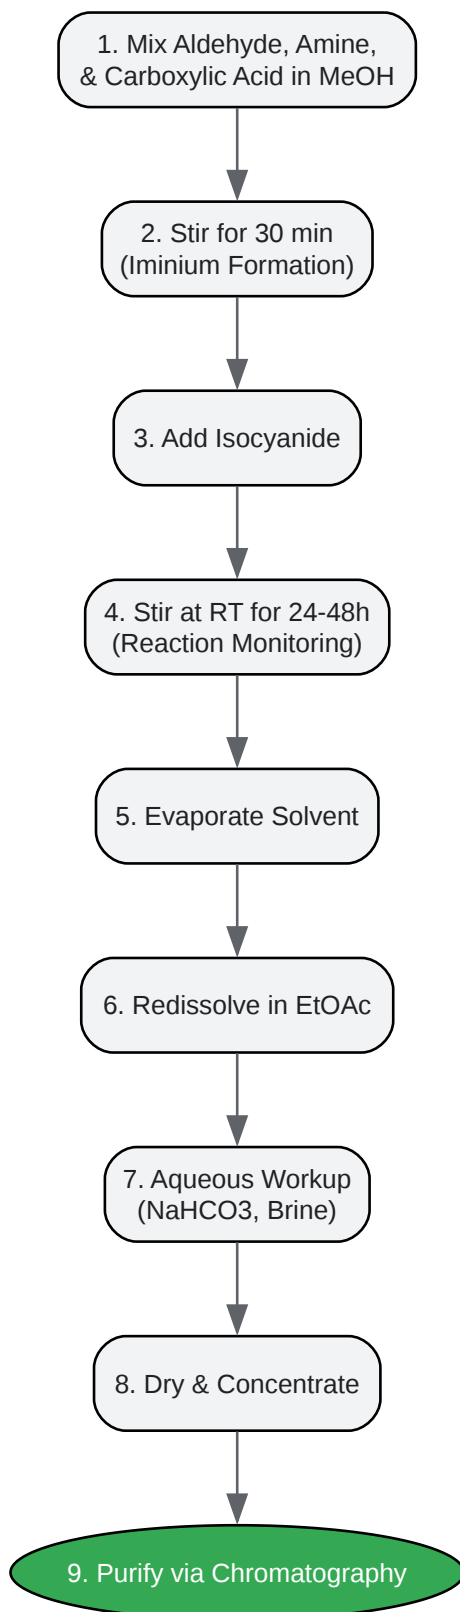 1. Mix Aldehyde, Amine,
& Carboxylic Acid in MeOH
2. Stir for 30 min
(Iminium Formation)
3. Add Isocyanide
4. Stir at RT for 24-48h
(Reaction Monitoring)
5. Evaporate Solvent
6. Redissolve in EtOAc
7. Aqueous Workup
(NaHCO3, Brine)
8. Dry & Concentrate
9. Purify via Chromatography